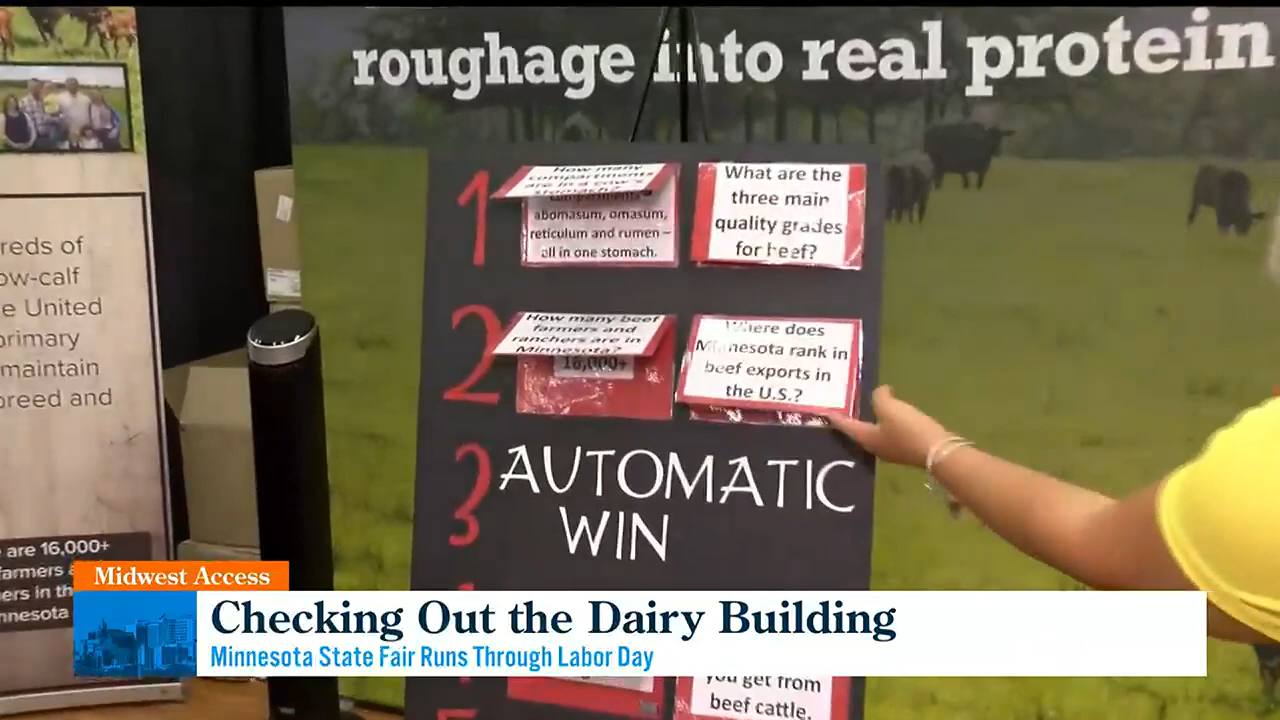 roughage into real protein
1
How many
compartments
are in a cow's
stomach?
compartments
abomasum, omasum,
reticulum and rumen –
all in one stomach.
What are the
three main
quality grades
for beef?
2
How many beef
farmers and
ranchers are in
Minnesota?
16,000+
Where does
Minnesota rank in
beef exports in
the U.S.?
3
AUTOMATIC
WIN
you get from
beef cattle.
reds of
ow-calf
e United
primary
maintain
breed and
are 16,000+
farmers
ers in th
nnesota
Midwest Access
Checking Out the Dairy Building
Minnesota State Fair Runs Through Labor Day